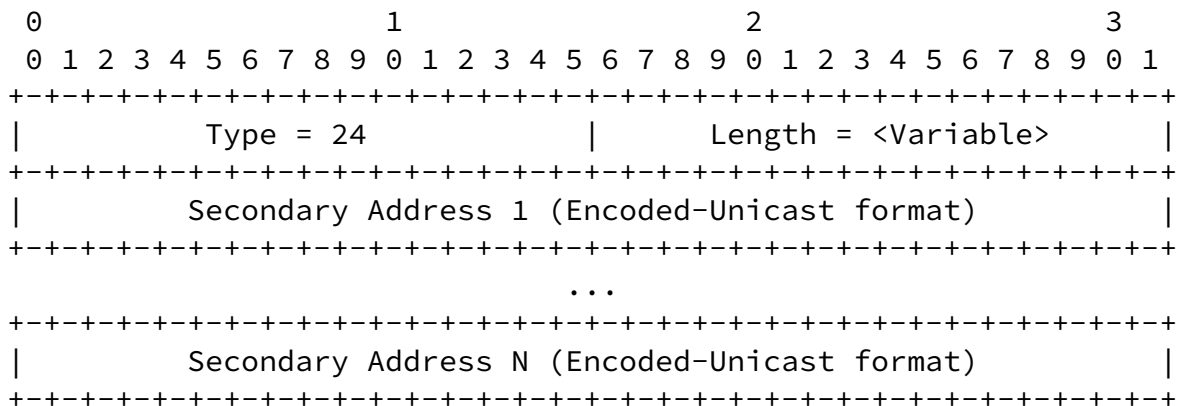 0                   1                   2                   3
 0 1 2 3 4 5 6 7 8 9 0 1 2 3 4 5 6 7 8 9 0 1 2 3 4 5 6 7 8 9 0 1
+-+-+-+-+-+-+-+-+-+-+-+-+-+-+-+-+-+-+-+-+-+-+-+-+-+-+-+-+-+-+-+-+
|          Type = 24            |      Length = <Variable>      |
+-+-+-+-+-+-+-+-+-+-+-+-+-+-+-+-+-+-+-+-+-+-+-+-+-+-+-+-+-+-+-+-+
|         Secondary Address 1 (Encoded-Unicast format)          |
+-+-+-+-+-+-+-+-+-+-+-+-+-+-+-+-+-+-+-+-+-+-+-+-+-+-+-+-+-+-+-+-+
                              ...
+-+-+-+-+-+-+-+-+-+-+-+-+-+-+-+-+-+-+-+-+-+-+-+-+-+-+-+-+-+-+-+-+
|         Secondary Address N (Encoded-Unicast format)          |
+-+-+-+-+-+-+-+-+-+-+-+-+-+-+-+-+-+-+-+-+-+-+-+-+-+-+-+-+-+-+-+-+